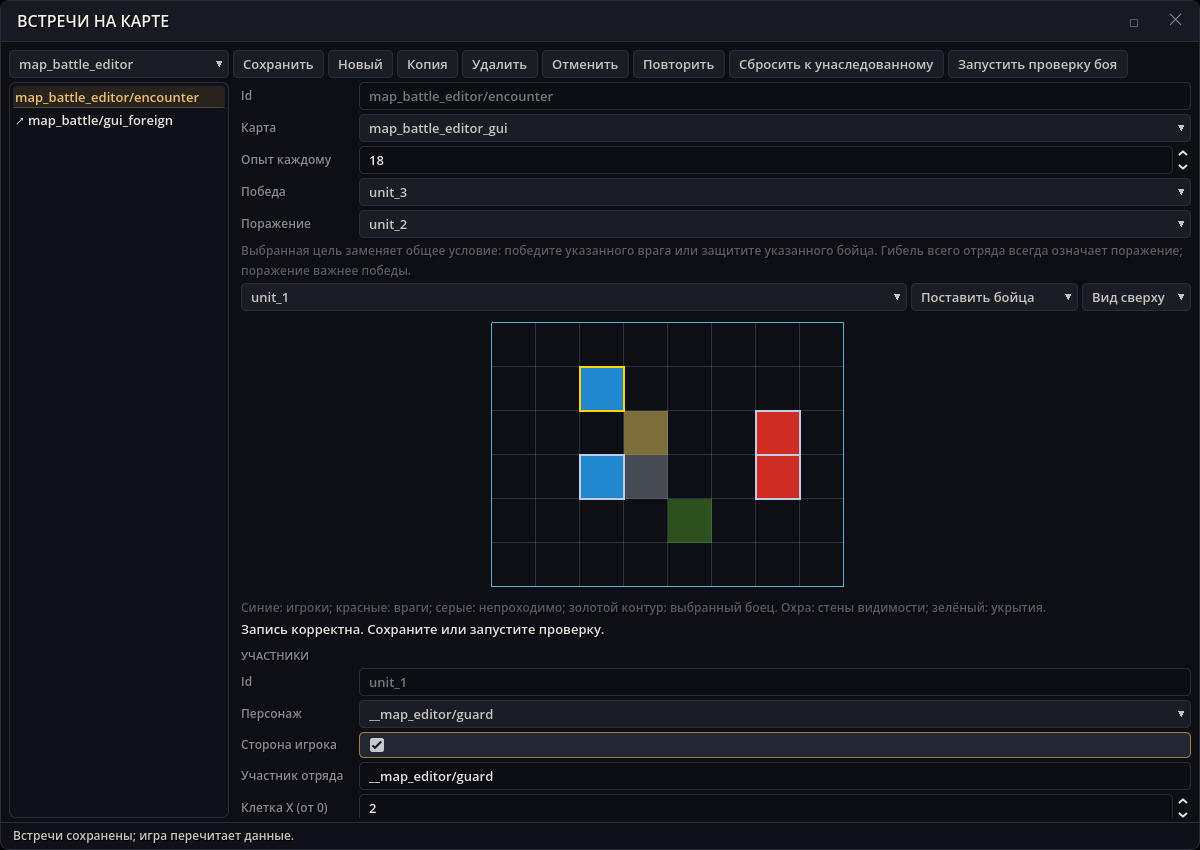 ВСТРЕЧИ НА КАРТЕ
map_battle_editor
Сохранить
Новый
Копия
Удалить
Отменить
Повторить
Сбросить к унаследованному
Запустить проверку боя
map_battle_editor/encounter
↗ map_battle/gui_foreign
Id
map_battle_editor/encounter
Карта
map_battle_editor_gui
Опыт каждому
18
Победа
unit_3
Поражение
unit_2
Выбранная цель заменяет общее условие: победите указанного врага или защитите указанного бойца. Гибель всего отряда всегда означает поражение;
поражение важнее победы.
unit_1
Поставить бойца
Вид сверху
Синие: игроки; красные: враги; серые: непроходимо; золотой контур: выбранный боец. Охра: стены видимости; зелёный: укрытия.
Запись корректна. Сохраните или запустите проверку.
УЧАСТНИКИ
Id
unit_1
Персонаж
__map_editor/guard
Сторона игрока
Участник отряда
__map_editor/guard
Клетка X (от 0)
2
Встречи сохранены; игра перечитает данные.